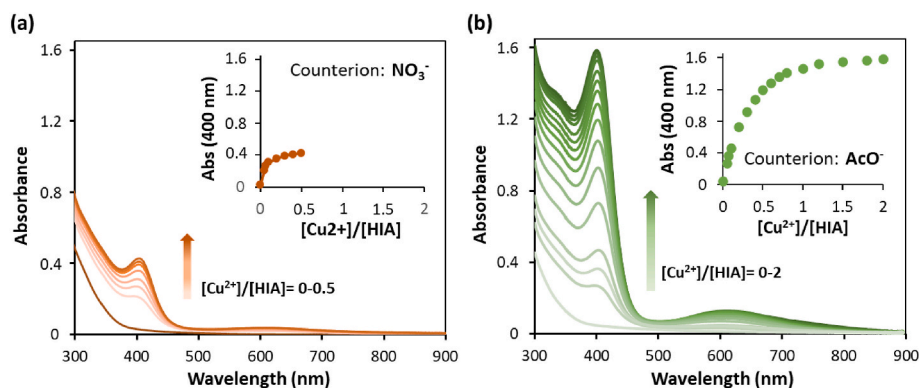 (a)
1.6
1.2
0.8
0.4
0
Absorbance
300 400 500 600 700 800 900
Wavelength (nm)
[Cu²⁺]/[HIA]= 0-0.5
1.6
1.2
0.8
0.4
0.0
Abs (400 nm)
Counterion: NO₃⁻
0 0.5 1 1.5 2
[Cu2+]/[HIA]
(b)
1.6
1.2
0.8
0.4
0
Absorbance
300 400 500 600 700 800 900
Wavelength (nm)
[Cu²⁺]/[HIA]= 0-2
1.6
1.2
0.8
0.4
0.0
Abs (400 nm)
Counterion: AcO⁻
0.0 0.5 1.0 1.5 2
[Cu²⁺]/[HIA]